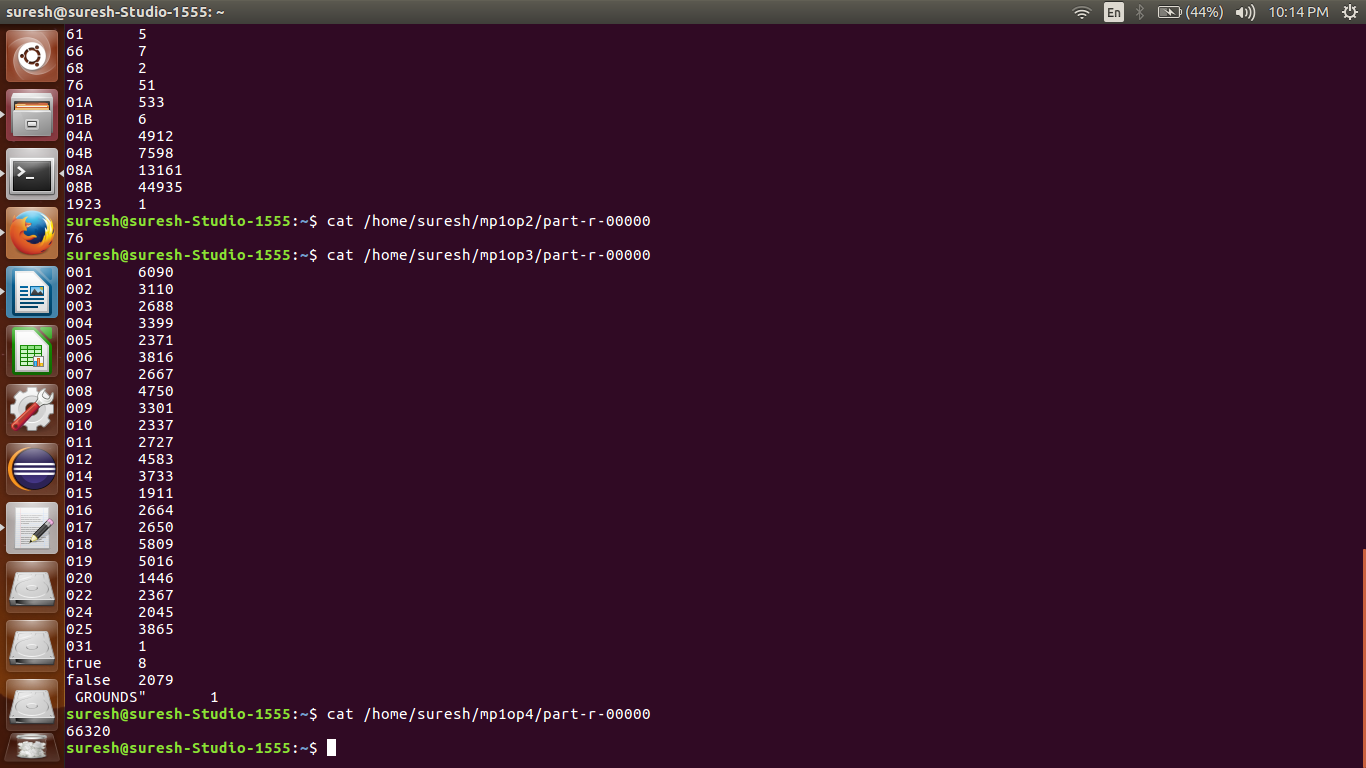 suresh@suresh-Studio-1555: ~ En (44%) 10:14 PM
61 5
66 7
68 2
76 51
01A 533
01B 6
04A 4912
04B 7598
08A 13161
08B 44935
1923 1
suresh@suresh-Studio-1555:~$ cat /home/suresh/mp1op2/part-r-00000
76
suresh@suresh-Studio-1555:~$ cat /home/suresh/mp1op3/part-r-00000
001 6090
002 3110
003 2688
004 3399
005 2371
006 3816
007 2667
008 4750
009 3301
010 2337
011 2727
012 4583
014 3733
015 1911
016 2664
017 2650
018 5809
019 5016
020 1446
022 2367
024 2045
025 3865
031 1
true 8
false 2079
GROUNDS" 1
suresh@suresh-Studio-1555:~$ cat /home/suresh/mp1op4/part-r-00000
66320
suresh@suresh-Studio-1555:~$